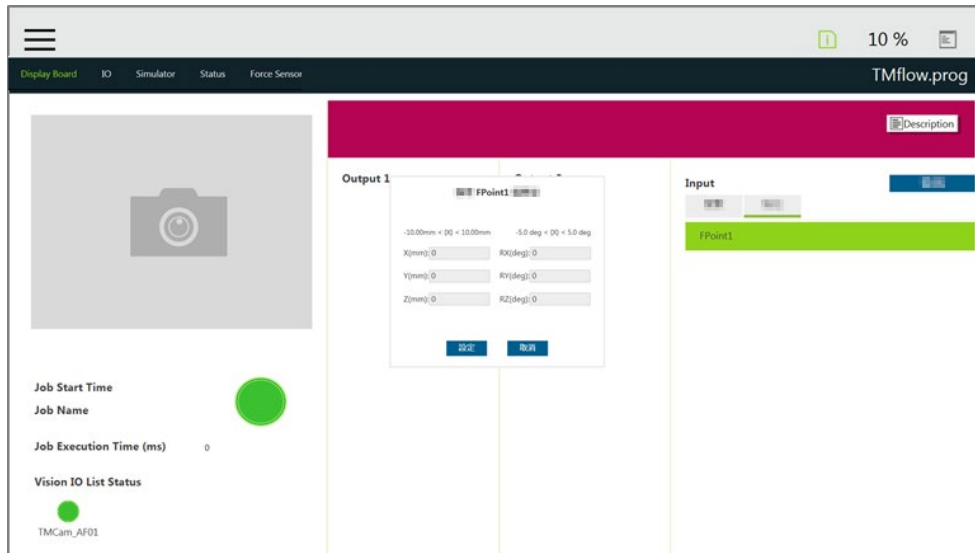 10 %
Display Board IO Simulator Status Force Sensor
TMflow.prog
Description
Output 1
FPoint1
-10.00mm < |X| < 10.00mm -5.0 deg < |X| < 5.0 deg
X(mm): 0 RX(deg): 0
Y(mm): 0 RY(deg): 0
Z(mm): 0 RZ(deg): 0
設定 取消
Input
FPoint1
Job Start Time
Job Name
Job Execution Time (ms) 0
Vision IO List Status
TMCam_AF01